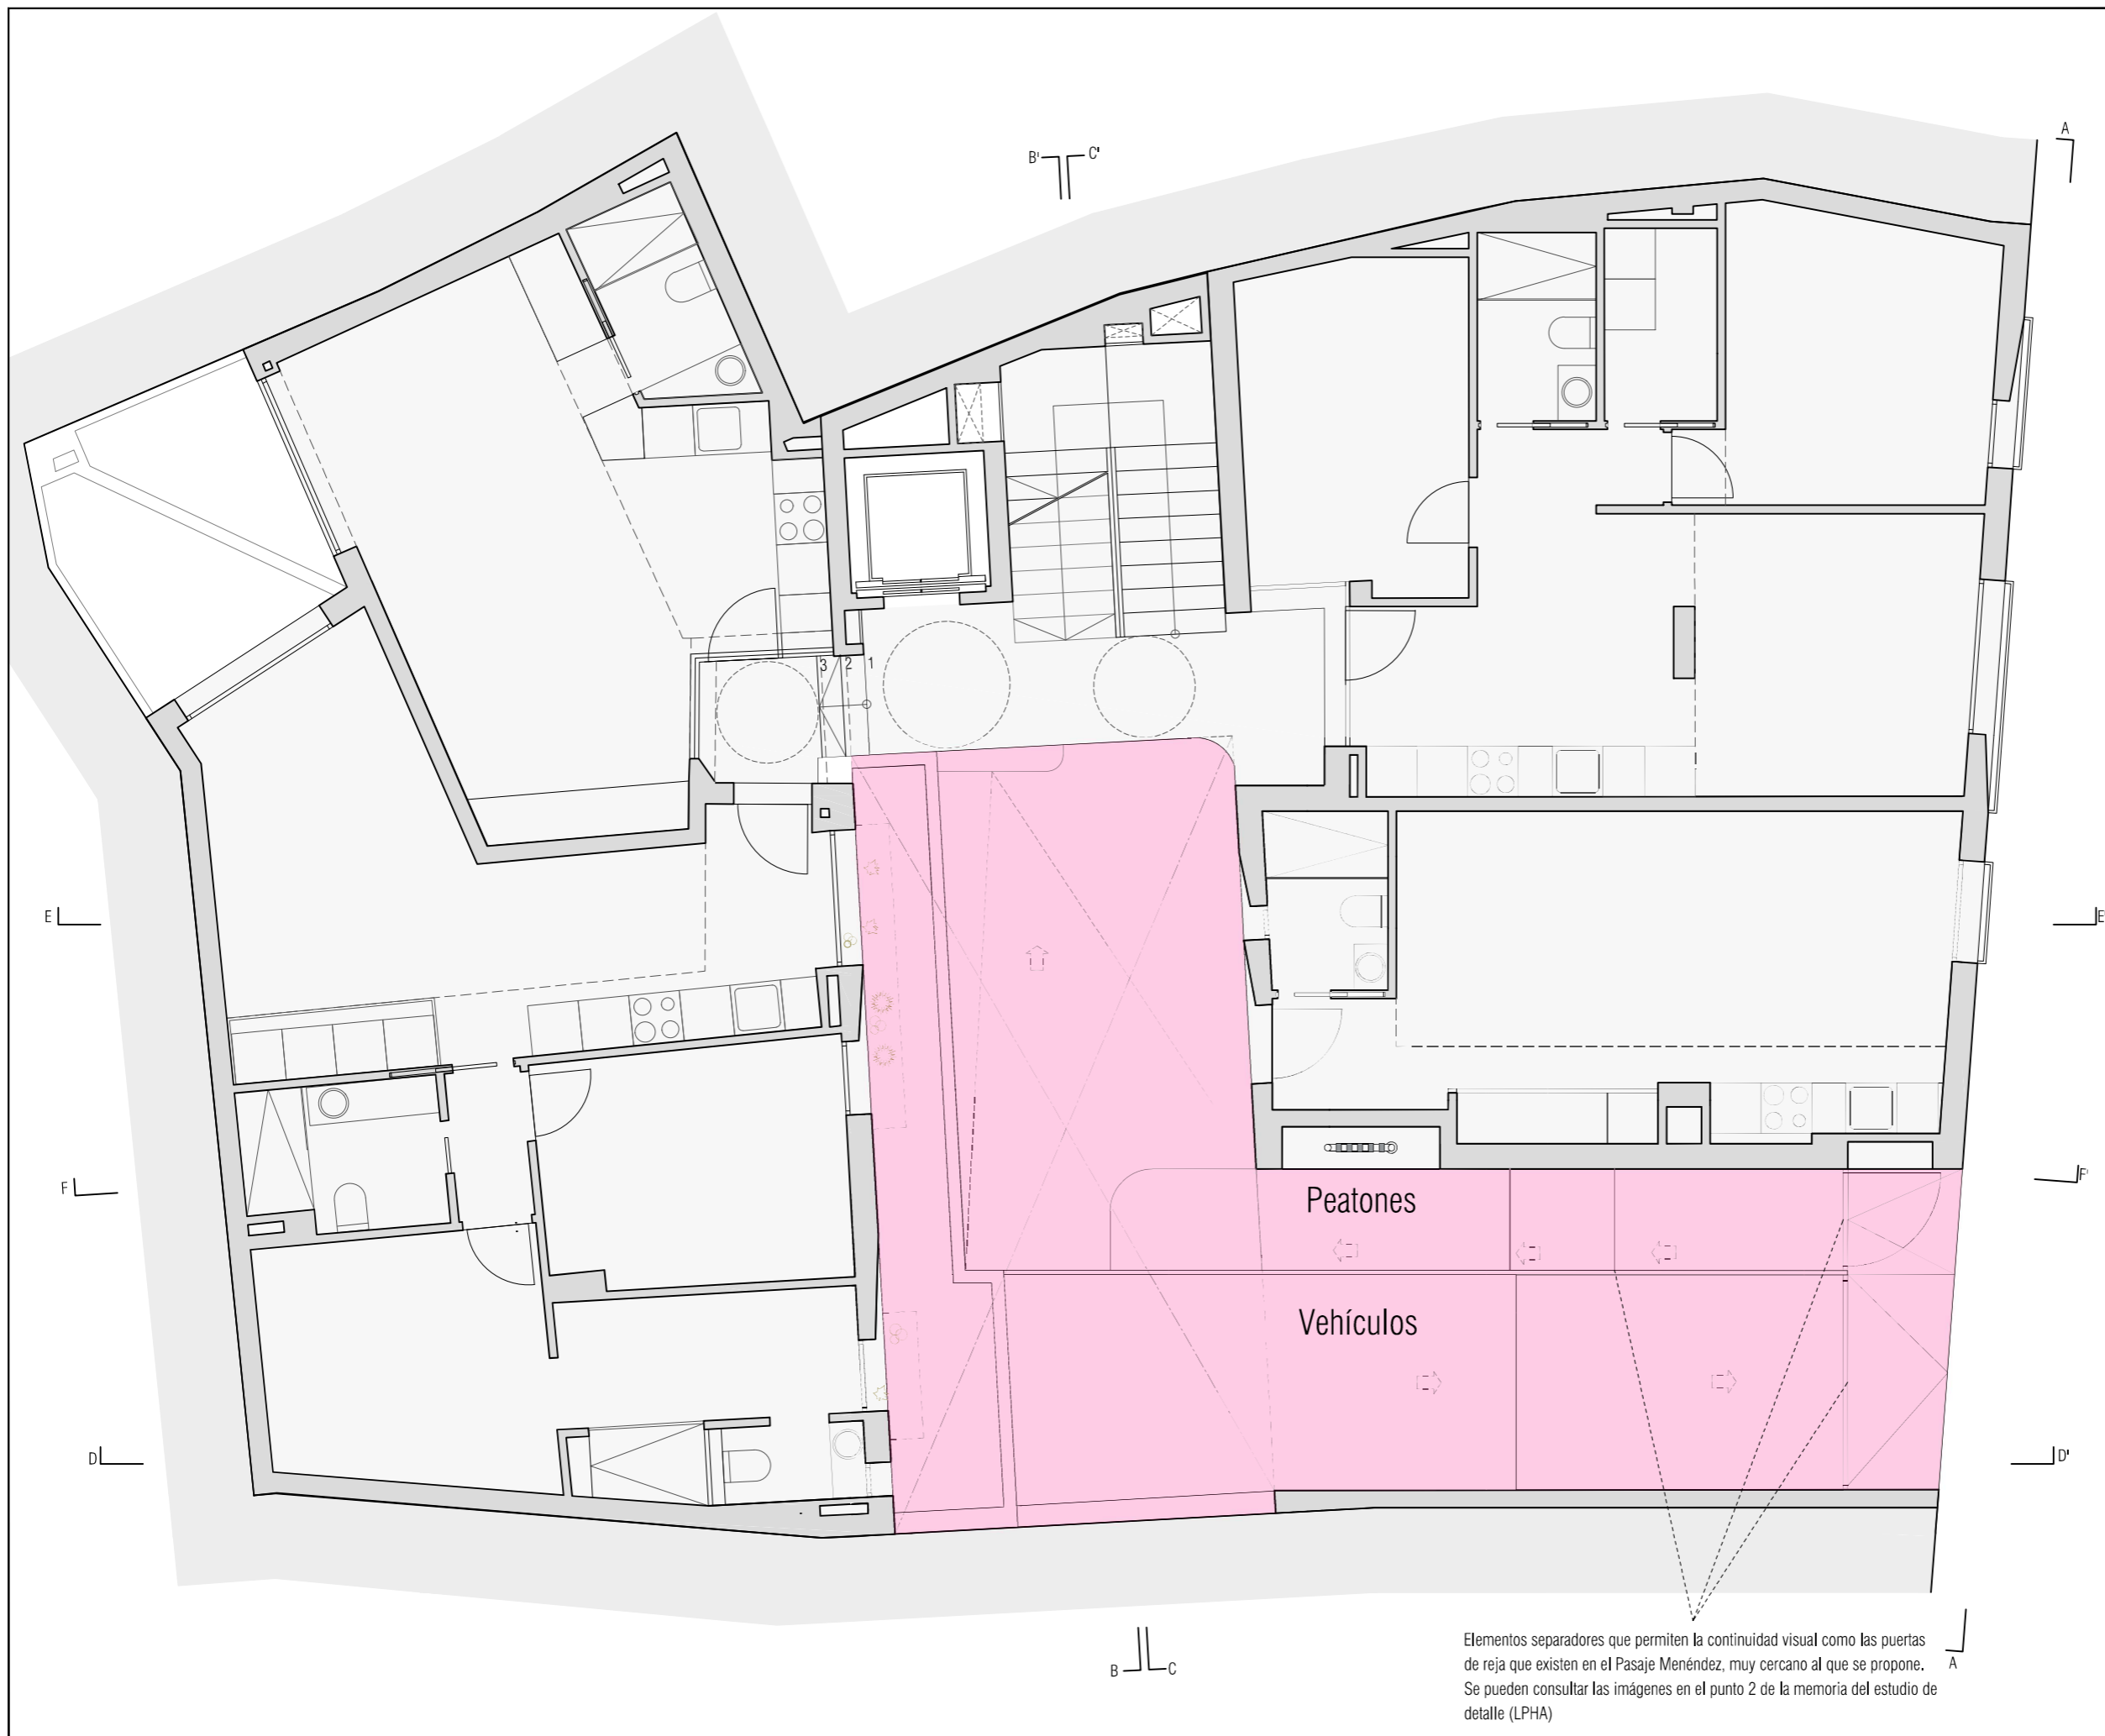 A
B' C'
3 2 1
E E'
Peatones
F F'
Vehículos
D D'
Elementos separadores que permiten la continuidad visual como las puertas
de reja que existen en el Pasaje Menéndez, muy cercano al que se propone.
Se pueden consultar las imágenes en el punto 2 de la memoria del estudio de
detalle (LPHA)
A
B C